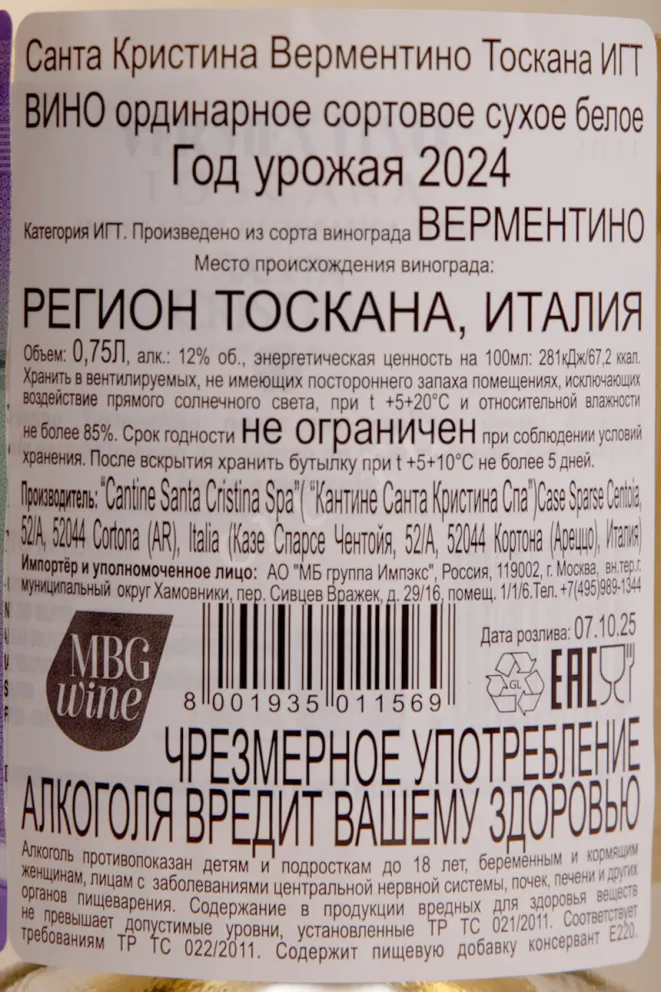 Санта Кристина Верментино Тоскана ИГТ
ВИНО ординарное сортовое сухое белое
Год урожая 2024
Категория ИГТ. Произведено из сорта винограда ВЕРМЕНТИНО
Место происхождения винограда:
РЕГИОН ТОСКАНА, ИТАЛИЯ
Объем: 0,75Л, алк.: 12% об., энергетическая ценность на 100мл: 281кДж/67,2 ккал.
Хранить в вентилируемых, не имеющих постороннего запаха помещениях, исключающих
воздействие прямого солнечного света, при t +5+20°С и относительной влажности
не более 85%. Срок годности не ограничен при соблюдении условий
хранения. После вскрытия хранить бутылку при t +5+10°С не более 5 дней.
Производитель: "Cantine Santa Cristina Spa"( "Кантине Санта Кристина Спа")Case Sparse Centoia,
52/A, 52044 Cortona (AR), Italia (Казе Спарсе Чентойя, 52/А, 52044 Кортона (Ареццо), Италия)
Импортёр и уполномоченное лицо: АО "МБ группа Импэкс", Россия, 119002, г. Москва, вн.тер.г.
муниципальный округ Хамовники, пер. Сивцев Вражек, д. 29/16, помещ. 1/1/6.Тел. +7(495)989-1344
Дата розлива: 07.10.25
MBG
wine
GL
EAC
8 001935 011569
ЧРЕЗМЕРНОЕ УПОТРЕБЛЕНИЕ
АЛКОГОЛЯ ВРЕДИТ ВАШЕМУ ЗДОРОВЬЮ
Алкоголь противопоказан детям и подросткам до 18 лет, беременным и кормящим
женщинам, лицам с заболеваниями центральной нервной системы, почек, печени и других
органов пищеварения. Содержание в продукции вредных для здоровья веществ
не превышает допустимые уровни, установленные ТР ТС 021/2011. Соответствует
требованиям ТР ТС 022/2011. Содержит пищевую добавку консервант Е220.